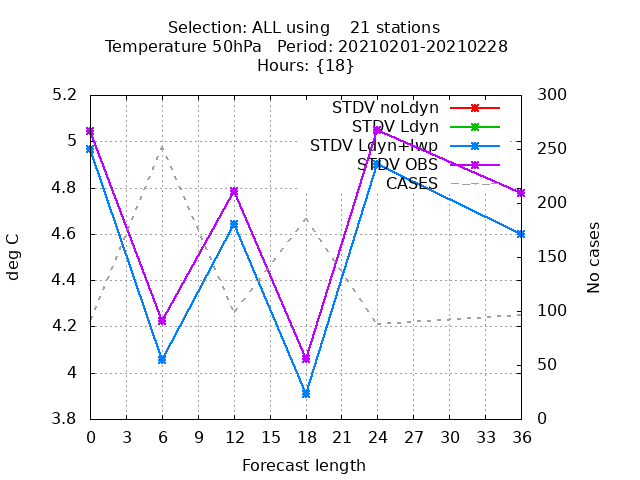 Selection: ALL using    21 stations
Temperature 50hPa   Period: 20210201-20210228
Hours: {18}
5.2
5
4.8
4.6
4.4
4.2
4
3.8
deg C
300
250
200
150
100
50
0
No cases
STDV noLdyn
STDV Ldyn
STDV Ldyn+lwp
STDV OBS
CASES
0 3 6 9 12 15 18 21 24 27 30 33 36
Forecast length